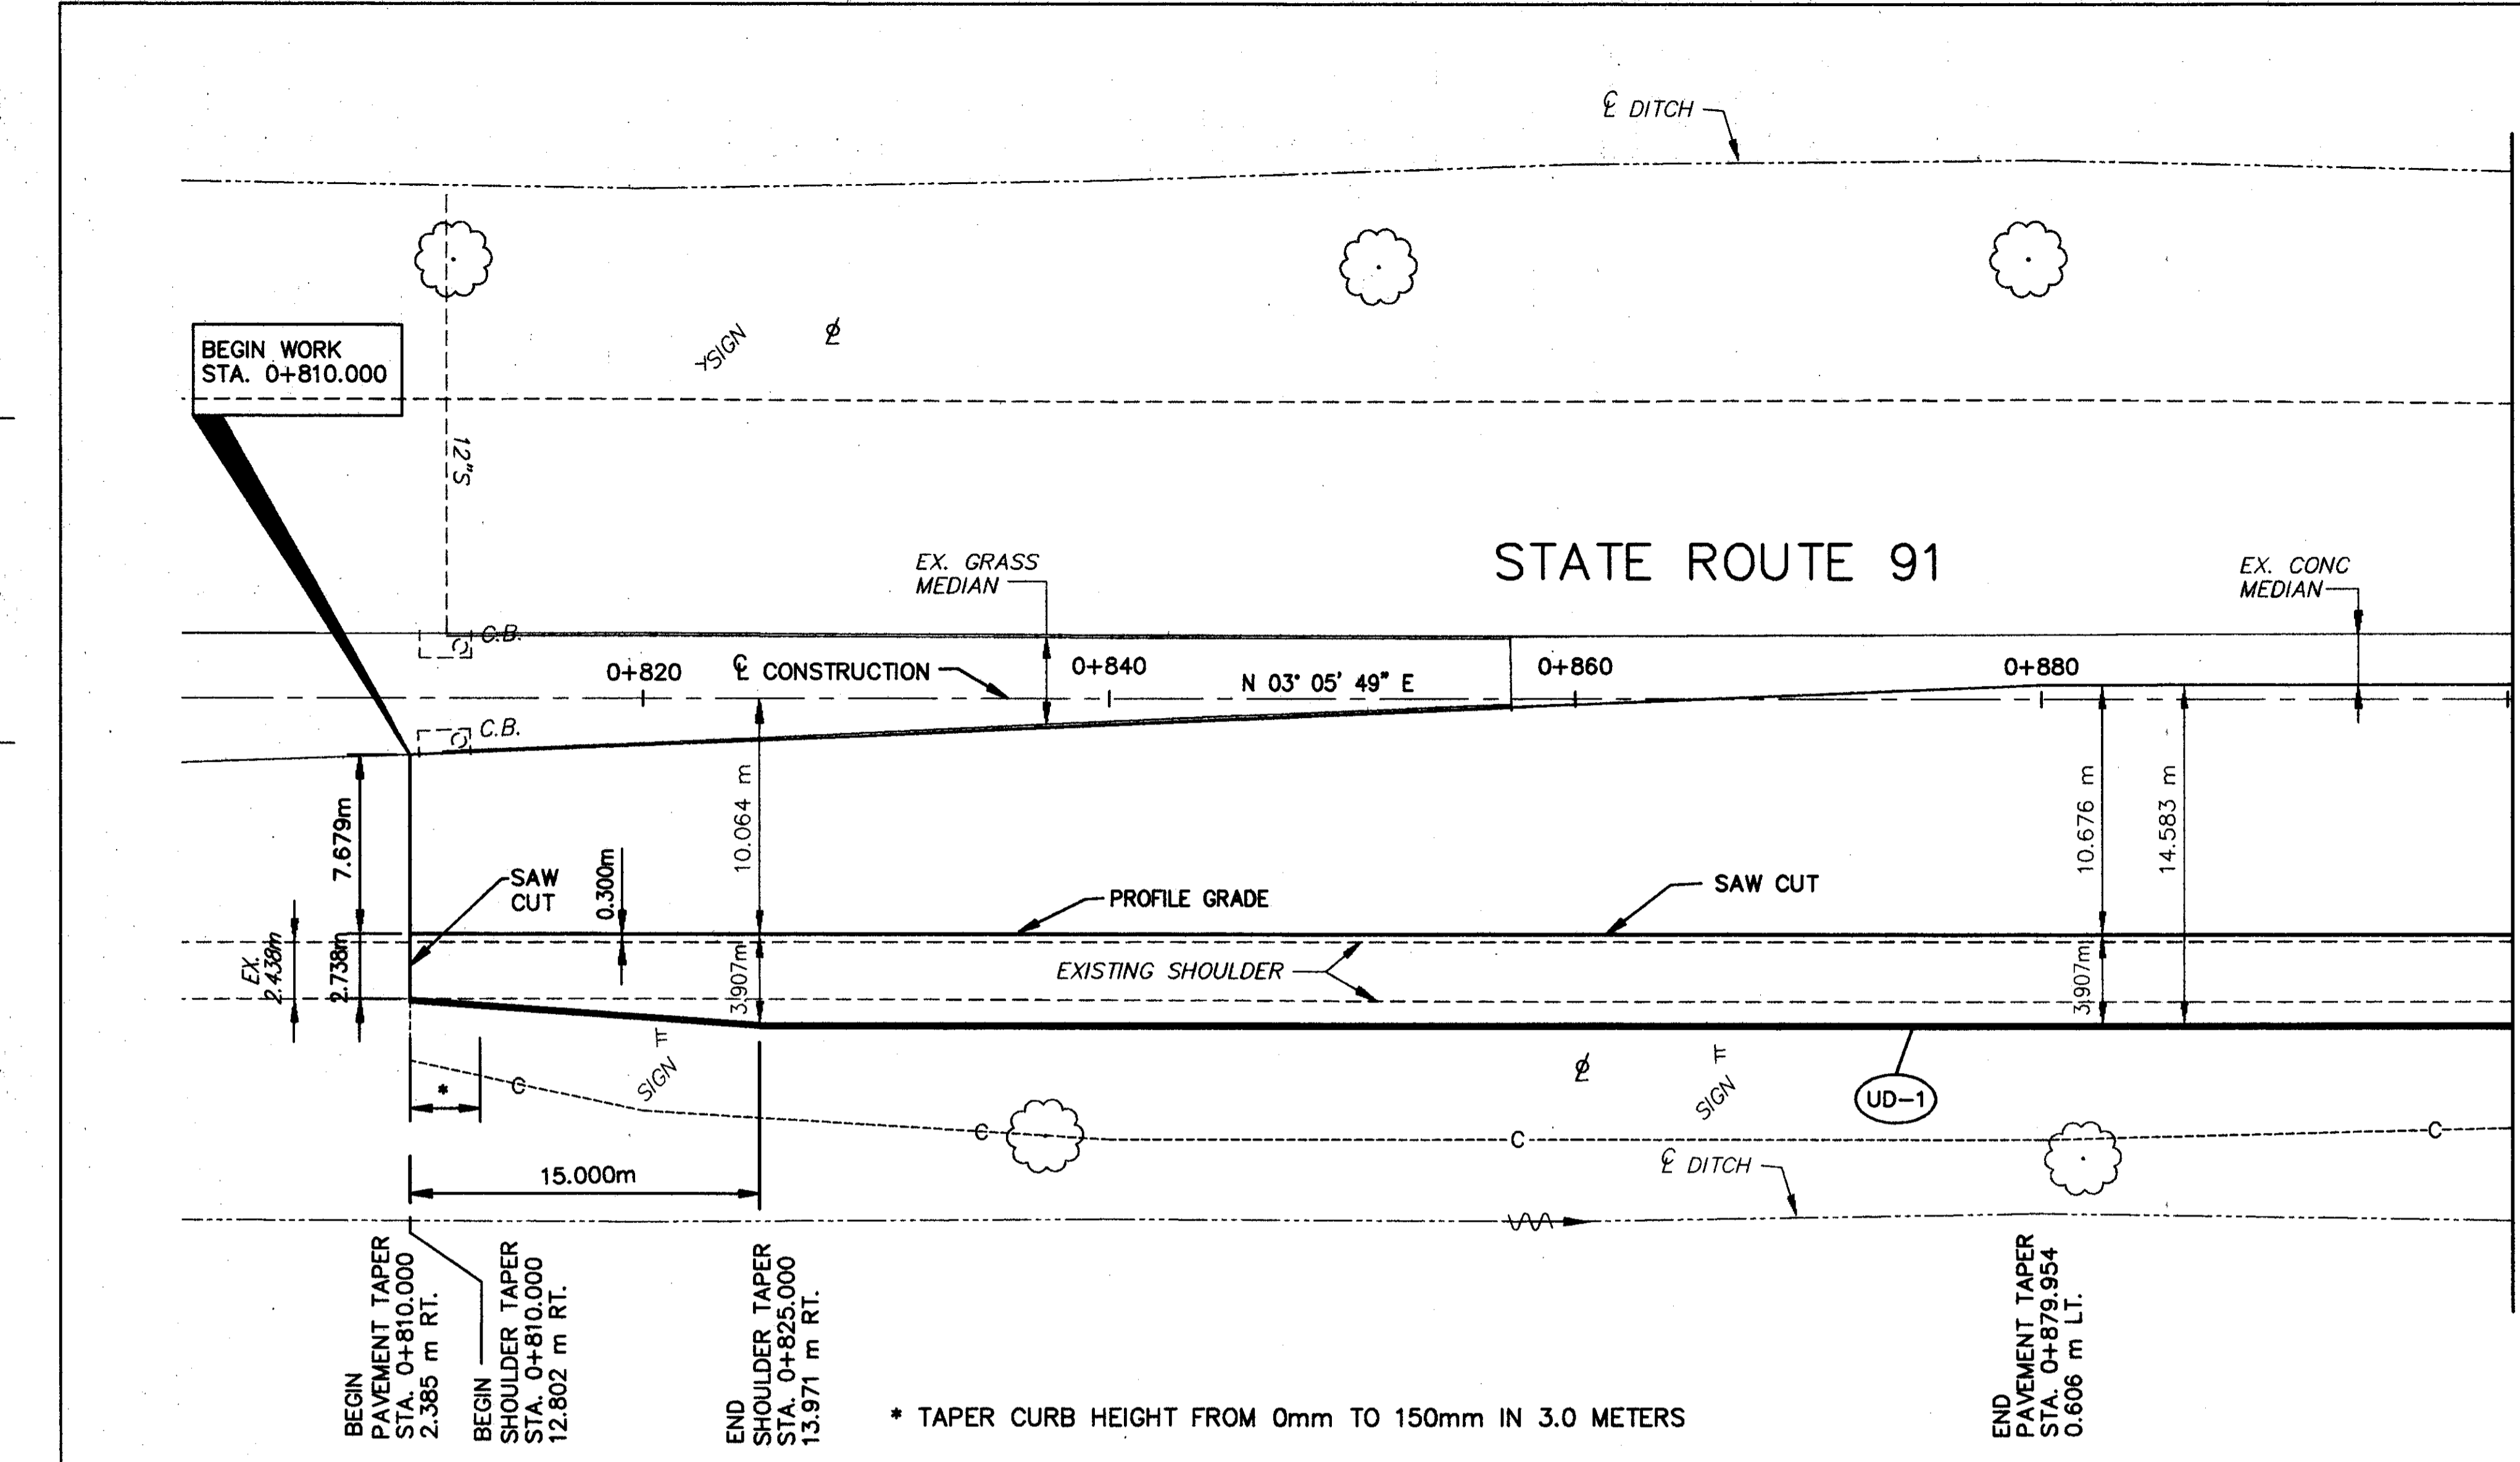 ℄ DITCH
BEGIN WORK
STA. 0+810.000
SIGN
12"S
STATE ROUTE 91
EX. GRASS
MEDIAN
EX. CONC
MEDIAN
C.B.
0+820
℄ CONSTRUCTION
0+840
N 03° 05' 49" E
0+860
0+880
C.B.
7.679m
10.064 m
10.676 m
14.583 m
SAW
CUT
0.300m
PROFILE GRADE
SAW CUT
EX.
2.438m
2.738m
3.907m
EXISTING SHOULDER
3.907m
SIGN
SIGN
UD-1
*
C
C
C
C
15.000m
℄ DITCH
BEGIN
PAVEMENT TAPER
STA. 0+810.000
2.385 m RT.
BEGIN
SHOULDER TAPER
STA. 0+810.000
12.802 m RT.
END
SHOULDER TAPER
STA. 0+825.000
13.971 m RT.
* TAPER CURB HEIGHT FROM 0mm TO 150mm IN 3.0 METERS
END
PAVEMENT TAPER
STA. 0+879.954
0.606 m LT.